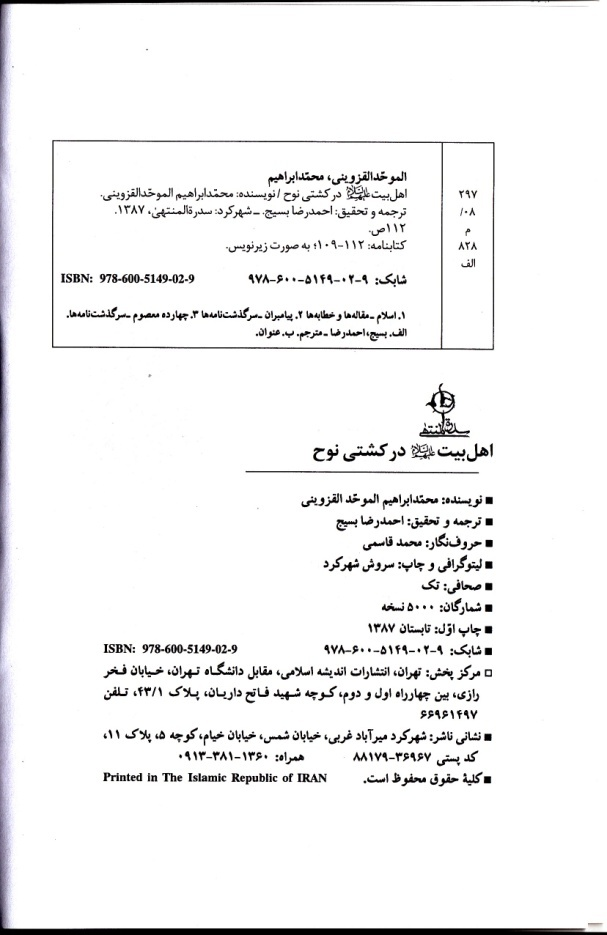 الموحّدالقزوینی، محمّدابراهیم
۲۹۷ اهل‌بیت علیهم‌السلام در کشتی نوح / نویسنده: محمّدابراهیم الموحّدالقزوینی.
/۰۸ ترجمه و تحقیق: احمدرضا بسیج. ـ شهرکرد: سدرةالمنتهیٰ، ۱۳۸۷.
م ۱۱۲ص.
۸۲۸ کتابنامه: ۱۱۲-۱۰۹؛ به صورت زیرنویس.
الف
شابک: ۹-۰۲-۵۱۴۹-۶۰۰-۹۷۸ ISBN: 978-600-5149-02-9
۱. اسلام ـ مقاله‌ها و خطابه‌ها ۲. پیامبران ـ سرگذشت‌نامه‌ها ۳. چهارده معصوم ـ سرگذشت‌نامه‌ها.
الف. بسیج، احمدرضا ـ مترجم. ب. عنوان.
سدرة المنتهی
اهل‌بیت علیهم‌السلام در کشتی نوح
■ نویسنده: محمّدابراهیم الموحّد القزوینی
■ ترجمه و تحقیق: احمدرضا بسیج
■ حروف‌نگار: محمد قاسمی
■ لیتوگرافی و چاپ: سروش شهرکرد
■ صحافی: تک
■ شمارگان: ۵۰۰۰ نسخه
■ چاپ اوّل: تابستان ۱۳۸۷
■ شابک: ۹-۰۲-۵۱۴۹-۶۰۰-۹۷۸ ISBN: 978-600-5149-02-9
□ مرکز پخش: تهران، انتشارات اندیشه اسلامی، مقابل دانشگاه تهران، خیابان فخر
رازی، بین چهارراه اول و دوم، کوچه شهید فاتح داریان، پلاک ۴۳/۱، تلفن
۶۶۹۶۱۴۹۷
■ نشانی ناشر: شهرکرد میرآباد غربی، خیابان شمس، خیابان خیام، کوچه ۵، پلاک ۱۱،
کد پستی ۳۶۹۶۷-۸۸۱۷۹ همراه: ۱۳۶۰-۳۸۱-۰۹۱۳
■ کلیهٔ حقوق محفوظ است. Printed in The Islamic Republic of IRAN